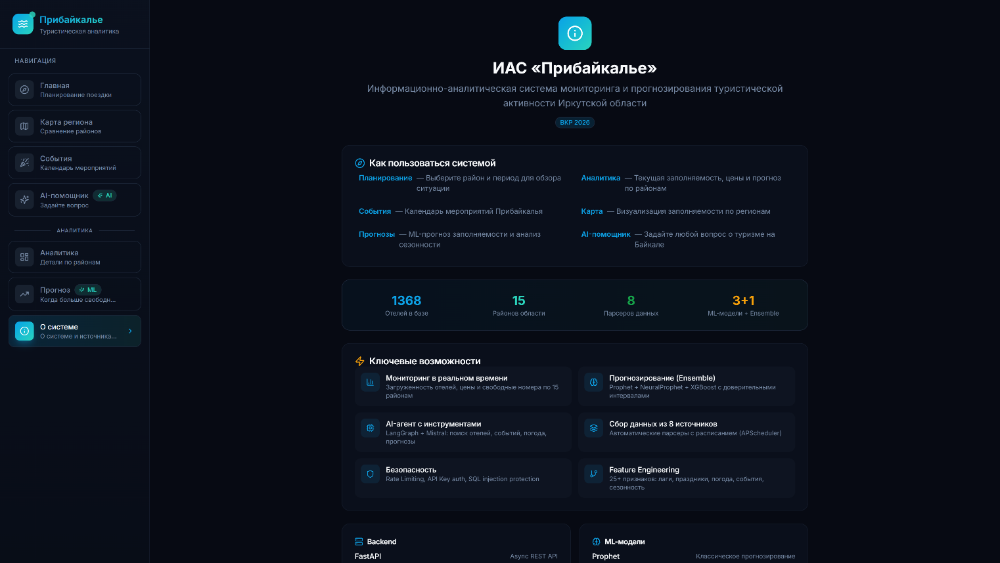 Прибайкалье
Туристическая аналитика
НАВИГАЦИЯ
Главная
Планирование поездки
Карта региона
Сравнение районов
События
Календарь мероприятий
AI-помощник AI
Задайте вопрос
АНАЛИТИКА
Аналитика
Детали по районам
Прогноз ML
Когда больше свободн...
О системе
О системе и источника...
ИАС «Прибайкалье»
Информационно-аналитическая система мониторинга и прогнозирования туристической
активности Иркутской области
ВКР 2026
Как пользоваться системой
Планирование — Выберите район и период для обзора
ситуации
Аналитика — Текущая заполняемость, цены и прогноз
по районам
События — Календарь мероприятий Прибайкалья
Карта — Визуализация заполняемости по регионам
Прогнозы — ML-прогноз заполняемости и анализ
сезонности
AI-помощник — Задайте любой вопрос о туризме на
Байкале
1368
Отелей в базе
15
Районов области
8
Парсеров данных
3+1
ML-модели + Ensemble
Ключевые возможности
Мониторинг в реальном времени
Загруженность отелей, цены и свободные номера по 15
районам
Прогнозирование (Ensemble)
Prophet + NeuralProphet + XGBoost с доверительными
интервалами
AI-агент с инструментами
LangGraph + Mistral: поиск отелей, событий, погода,
прогнозы
Сбор данных из 8 источников
Автоматические парсеры с расписанием (APScheduler)
Безопасность
Rate Limiting, API Key auth, SQL injection protection
Feature Engineering
25+ признаков: лаги, праздники, погода, события,
сезонность
Backend
FastAPI Async REST API
ML-модели
Prophet Классическое прогнозирование